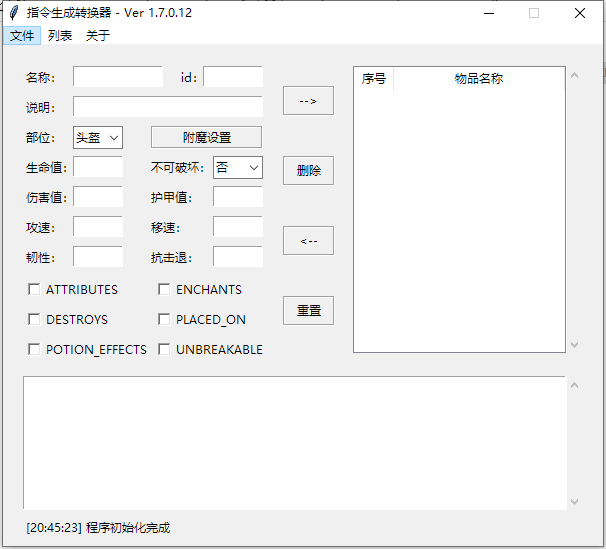 指令生成转换器 - Ver 1.7.0.12
文件 列表 关于
名称: id:
说明:
部位: 头盔 附魔设置
生命值: 不可破坏: 否
伤害值: 护甲值:
攻速: 移速:
韧性: 抗击退:
ATTRIBUTES ENCHANTS
DESTROYS PLACED_ON
POTION_EFFECTS UNBREAKABLE
-->
删除
<--
重置
序号 物品名称
[20:45:23] 程序初始化完成